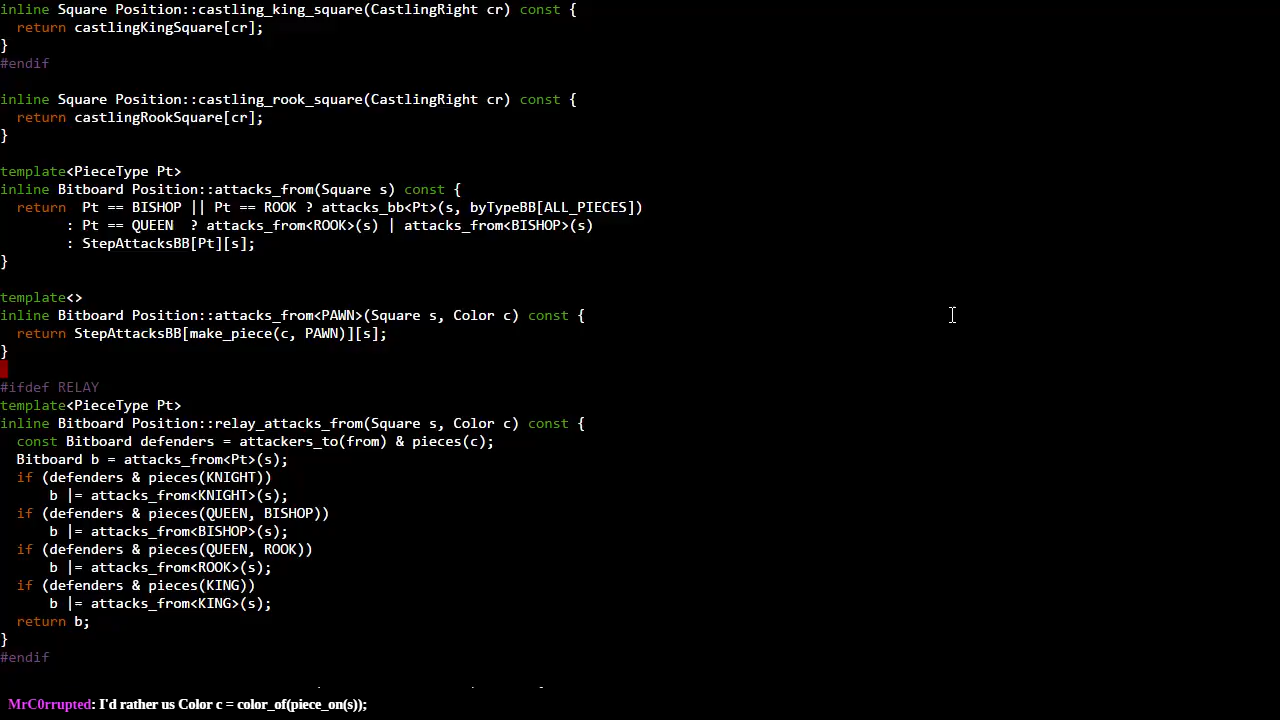 inline Square Position::castling_king_square(CastlingRight cr) const {
  return castlingKingSquare[cr];
}
#endif

inline Square Position::castling_rook_square(CastlingRight cr) const {
  return castlingRookSquare[cr];
}

template<PieceType Pt>
inline Bitboard Position::attacks_from(Square s) const {
  return  Pt == BISHOP || Pt == ROOK ? attacks_bb<Pt>(s, byTypeBB[ALL_PIECES])
        : Pt == QUEEN  ? attacks_from<ROOK>(s) | attacks_from<BISHOP>(s)
        : StepAttacksBB[Pt][s];
}

template<>
inline Bitboard Position::attacks_from<PAWN>(Square s, Color c) const {
  return StepAttacksBB[make_piece(c, PAWN)][s];
}

#ifdef RELAY
template<PieceType Pt>
inline Bitboard Position::relay_attacks_from(Square s, Color c) const {
  const Bitboard defenders = attackers_to(from) & pieces(c);
  Bitboard b = attacks_from<Pt>(s);
  if (defenders & pieces(KNIGHT))
      b |= attacks_from<KNIGHT>(s);
  if (defenders & pieces(QUEEN, BISHOP))
      b |= attacks_from<BISHOP>(s);
  if (defenders & pieces(QUEEN, ROOK))
      b |= attacks_from<ROOK>(s);
  if (defenders & pieces(KING))
      b |= attacks_from<KING>(s);
  return b;
}
#endif

MrC0rrupted: I'd rather us Color c = color_of(piece_on(s));